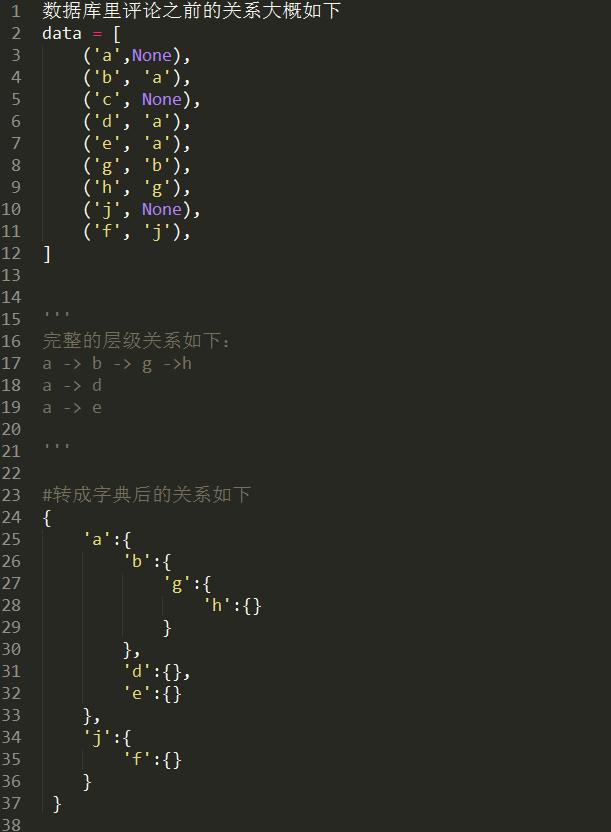 1 数据库里评论之前的关系大概如下
2 data = [
3     ('a',None),
4     ('b', 'a'),
5     ('c', None),
6     ('d', 'a'),
7     ('e', 'a'),
8     ('g', 'b'),
9     ('h', 'g'),
10     ('j', None),
11     ('f', 'j'),
12 ]
13
14
15 '''
16 完整的层级关系如下:
17 a -> b -> g ->h
18 a -> d
19 a -> e
20
21 '''
22
23 #转成字典后的关系如下
24 {
25     'a':{
26         'b':{
27             'g':{
28                 'h':{}
29             }
30         },
31         'd':{},
32         'e':{}
33     },
34     'j':{
35         'f':{}
36     }
37  }
38